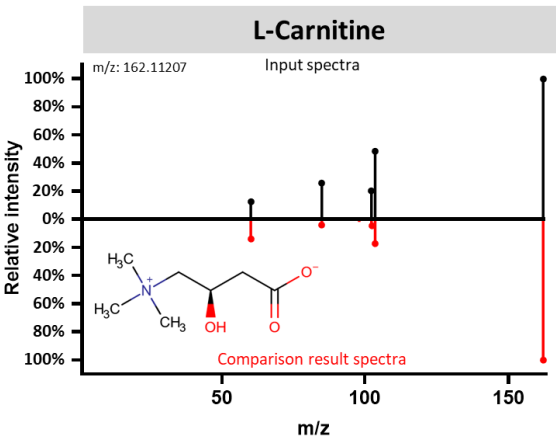 L-Carnitine
m/z: 162.11207
Input spectra
Relative intensity
100%
80%
60%
40%
20%
0%
20%
40%
60%
80%
100%
H₃C
N⁺
H₃C
CH₃
OH
O
O⁻
Comparison result spectra
50
100
150
m/z